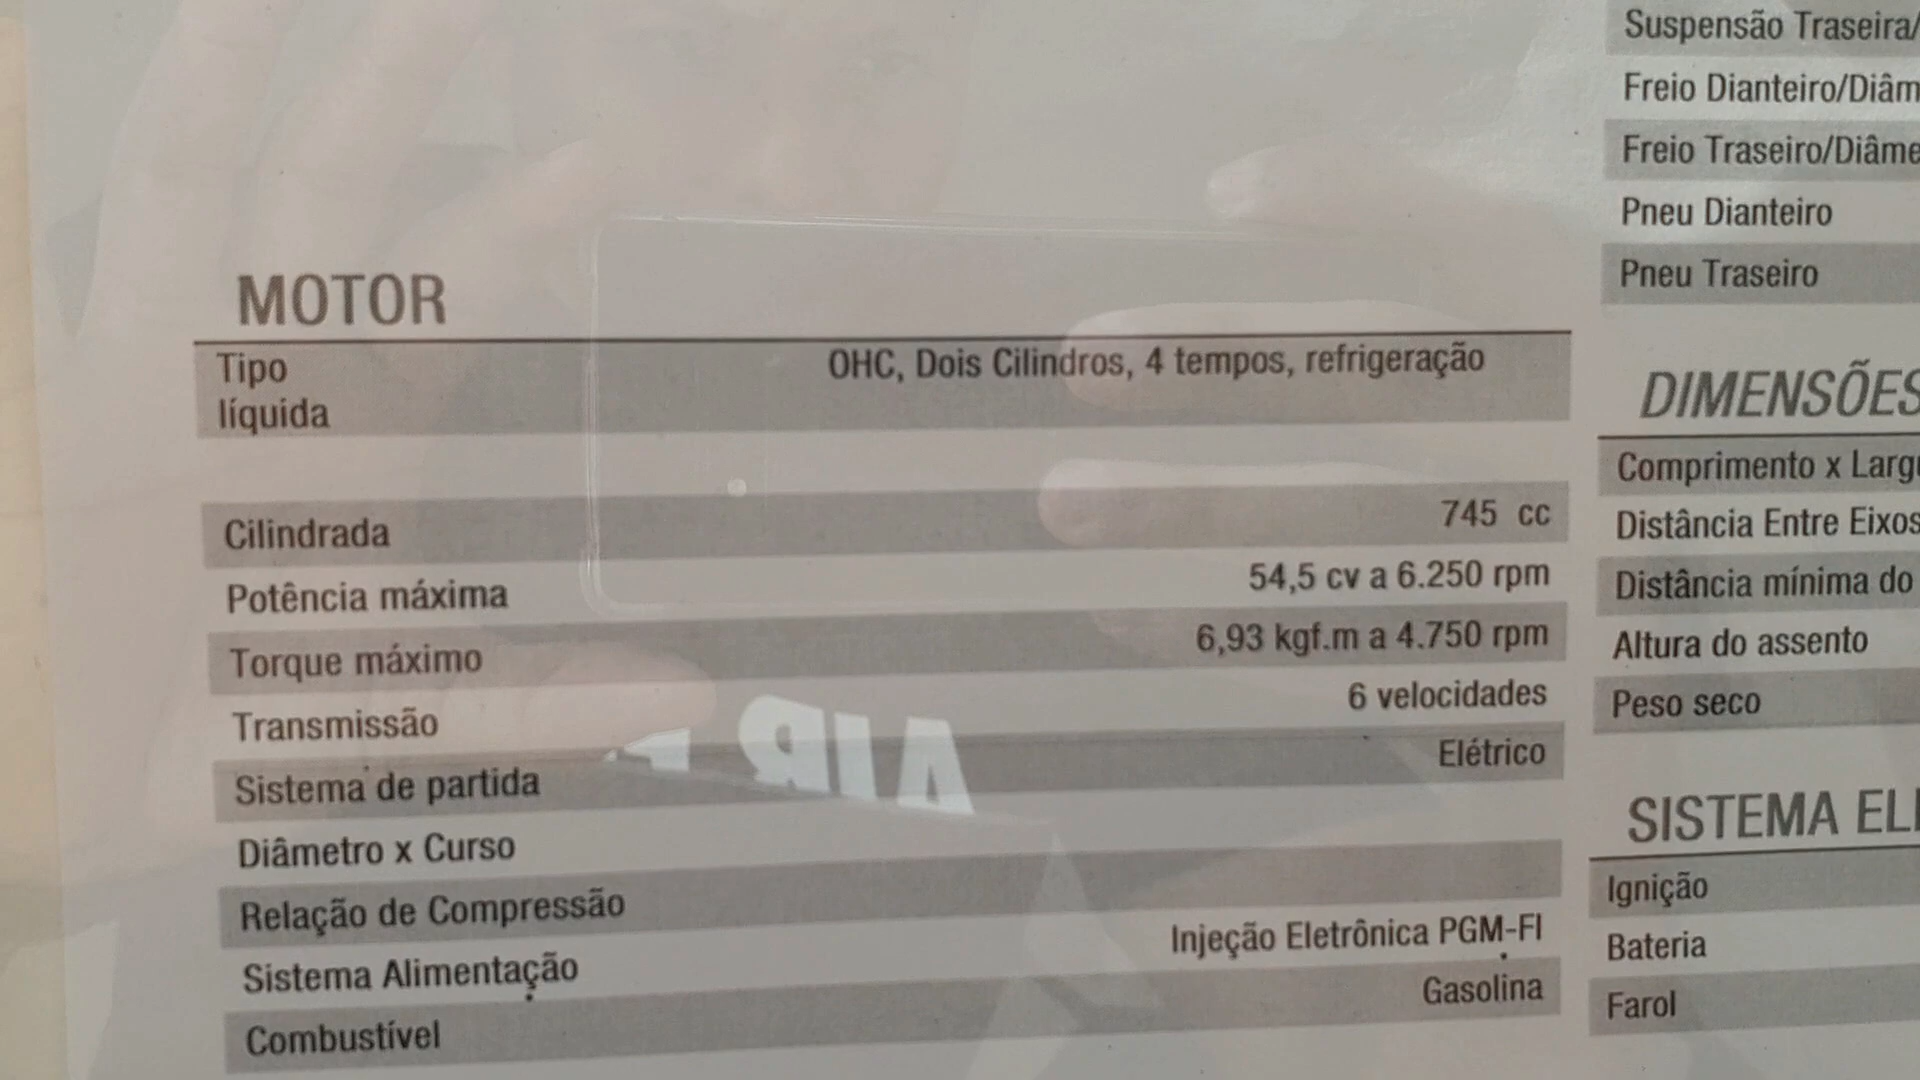 MOTOR
Tipo OHC, Dois Cilindros, 4 tempos, refrigeração
líquida
Cilindrada 745 cc
Potência máxima 54,5 cv a 6.250 rpm
Torque máximo 6,93 kgf.m a 4.750 rpm
Transmissão 6 velocidades
Sistema de partida Elétrico
Diâmetro x Curso
Relação de Compressão
Sistema Alimentação Injeção Eletrônica PGM-FI
Combustível Gasolina
Suspensão Traseira/
Freio Dianteiro/Diâm
Freio Traseiro/Diâme
Pneu Dianteiro
Pneu Traseiro
DIMENSÕES
Comprimento x Larg
Distância Entre Eixos
Distância mínima do
Altura do assento
Peso seco
SISTEMA EL
Ignição
Bateria
Farol